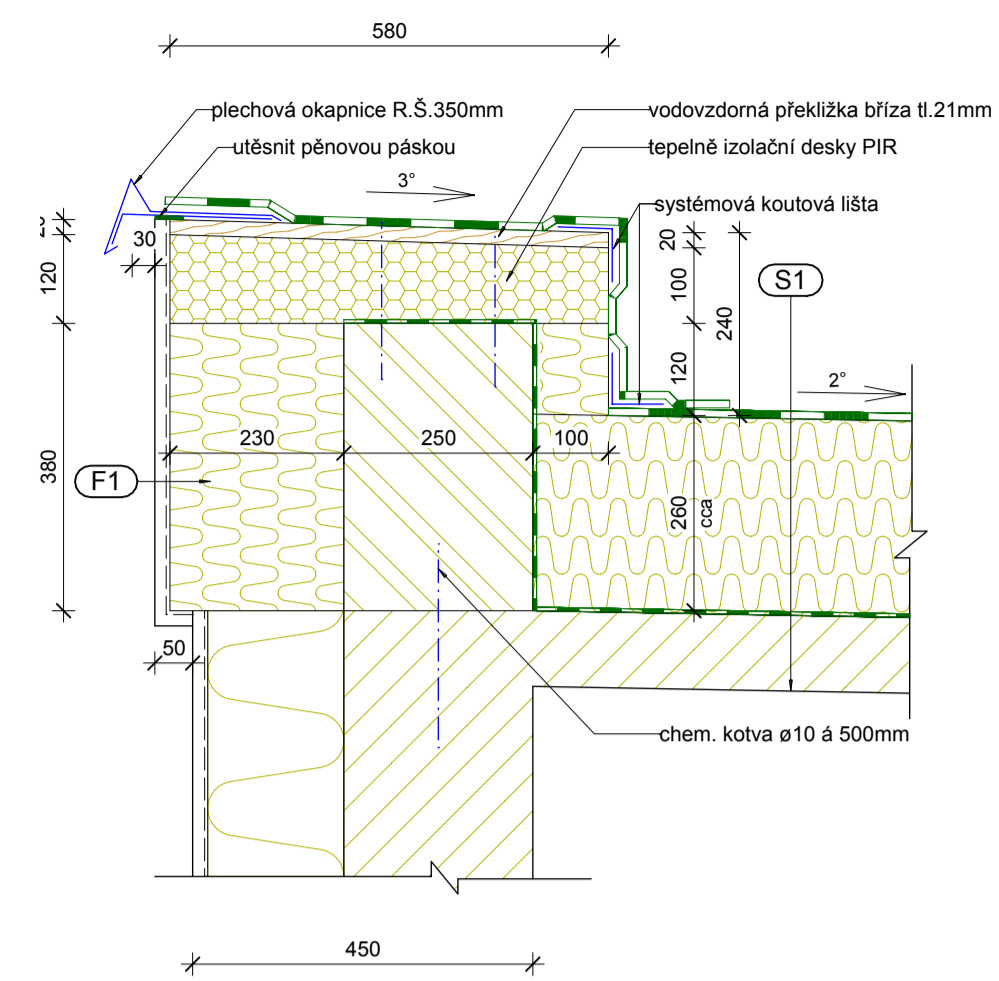 580
plechová okapnice R.Š.350mm
vodovzdorná překližka bříza tl.21mm
utěsnit pěnovou páskou
tepelně izolační desky PIR
3°
systémová koutová lišta
30
20
120
100
S1
240
120
2°
230
250
100
380
F1
260
cca
50
chem. kotva ø10 á 500mm
450